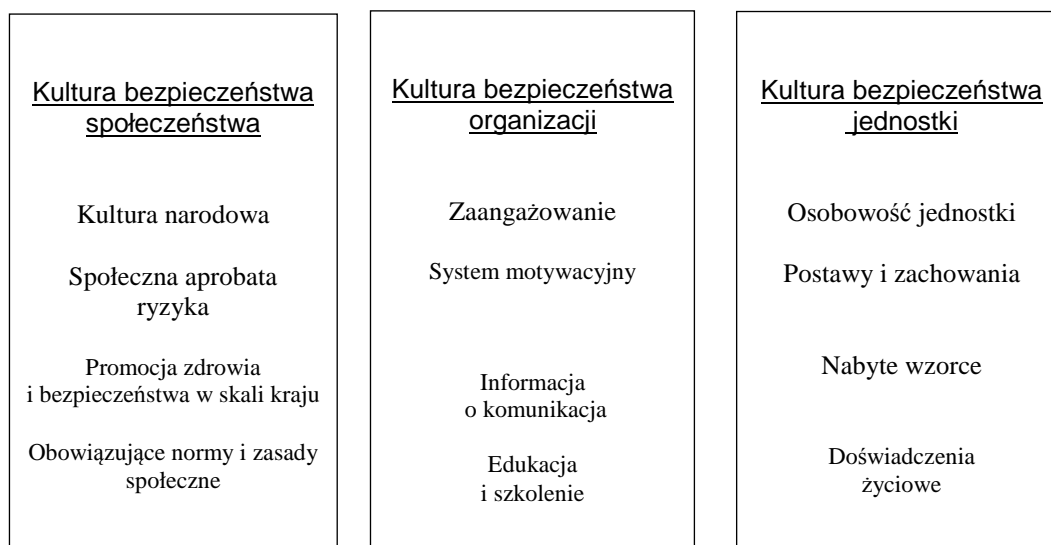 Kultura bezpieczeństwa
społeczeństwa
Kultura narodowa
Społeczna aprobata
ryzyka
Promocja zdrowia
i bezpieczeństwa w skali kraju
Obowiązujące normy i zasady
społeczne
Kultura bezpieczeństwa
organizacji
Zaangażowanie
System motywacyjny
Informacja
o komunikacja
Edukacja
i szkolenie
Kultura bezpieczeństwa
jednostki
Osobowość jednostki
Postawy i zachowania
Nabyte wzorce
Doświadczenia
życiowe